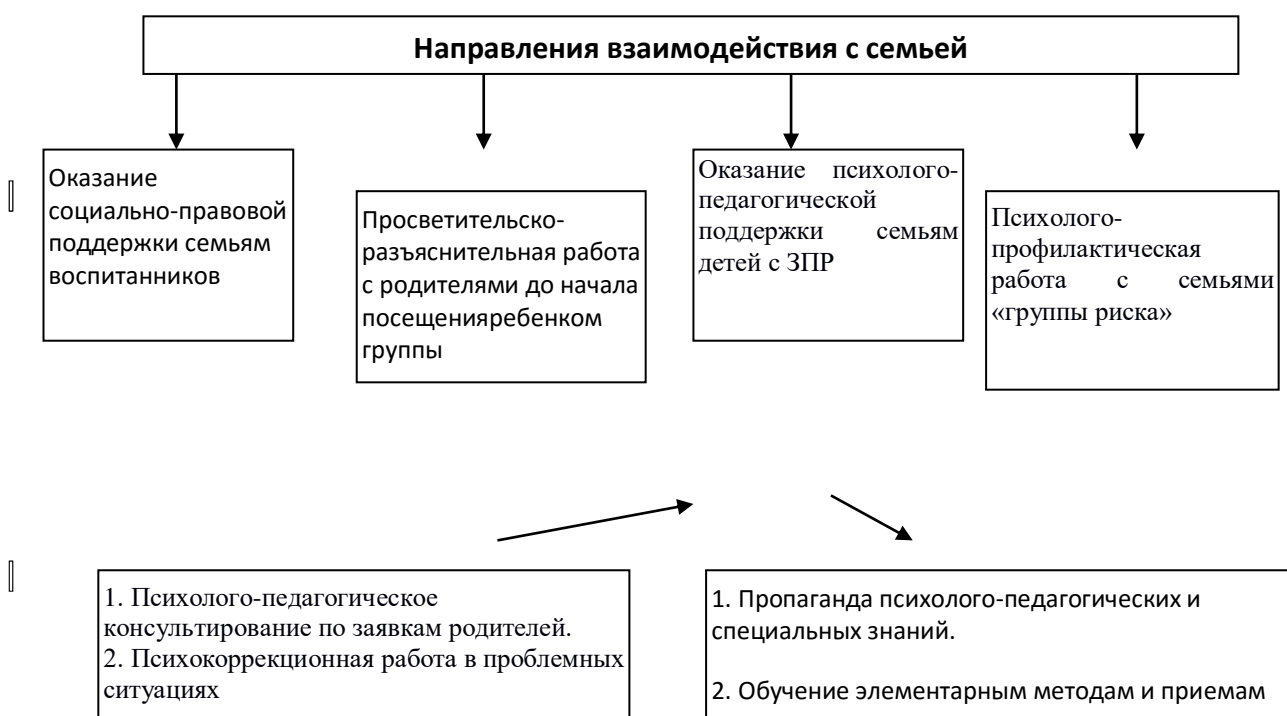 Направления взаимодействия с семьей
Оказание
социально-правовой
поддержки семьям
воспитанников
Просветительско-
разъяснительная работа
с родителями до начала
посещенияребенком
группы
Оказание психолого-
педагогической
поддержки семьям
детей с ЗПР
Психолого-
профилактическая
работа с семьями
«группы риска»
1. Психолого-педагогическое
консультирование по заявкам родителей.
2. Психокоррекционная работа в проблемных
ситуациях
1. Пропаганда психолого-педагогических и
специальных знаний.
2. Обучение элементарным методам и приемам